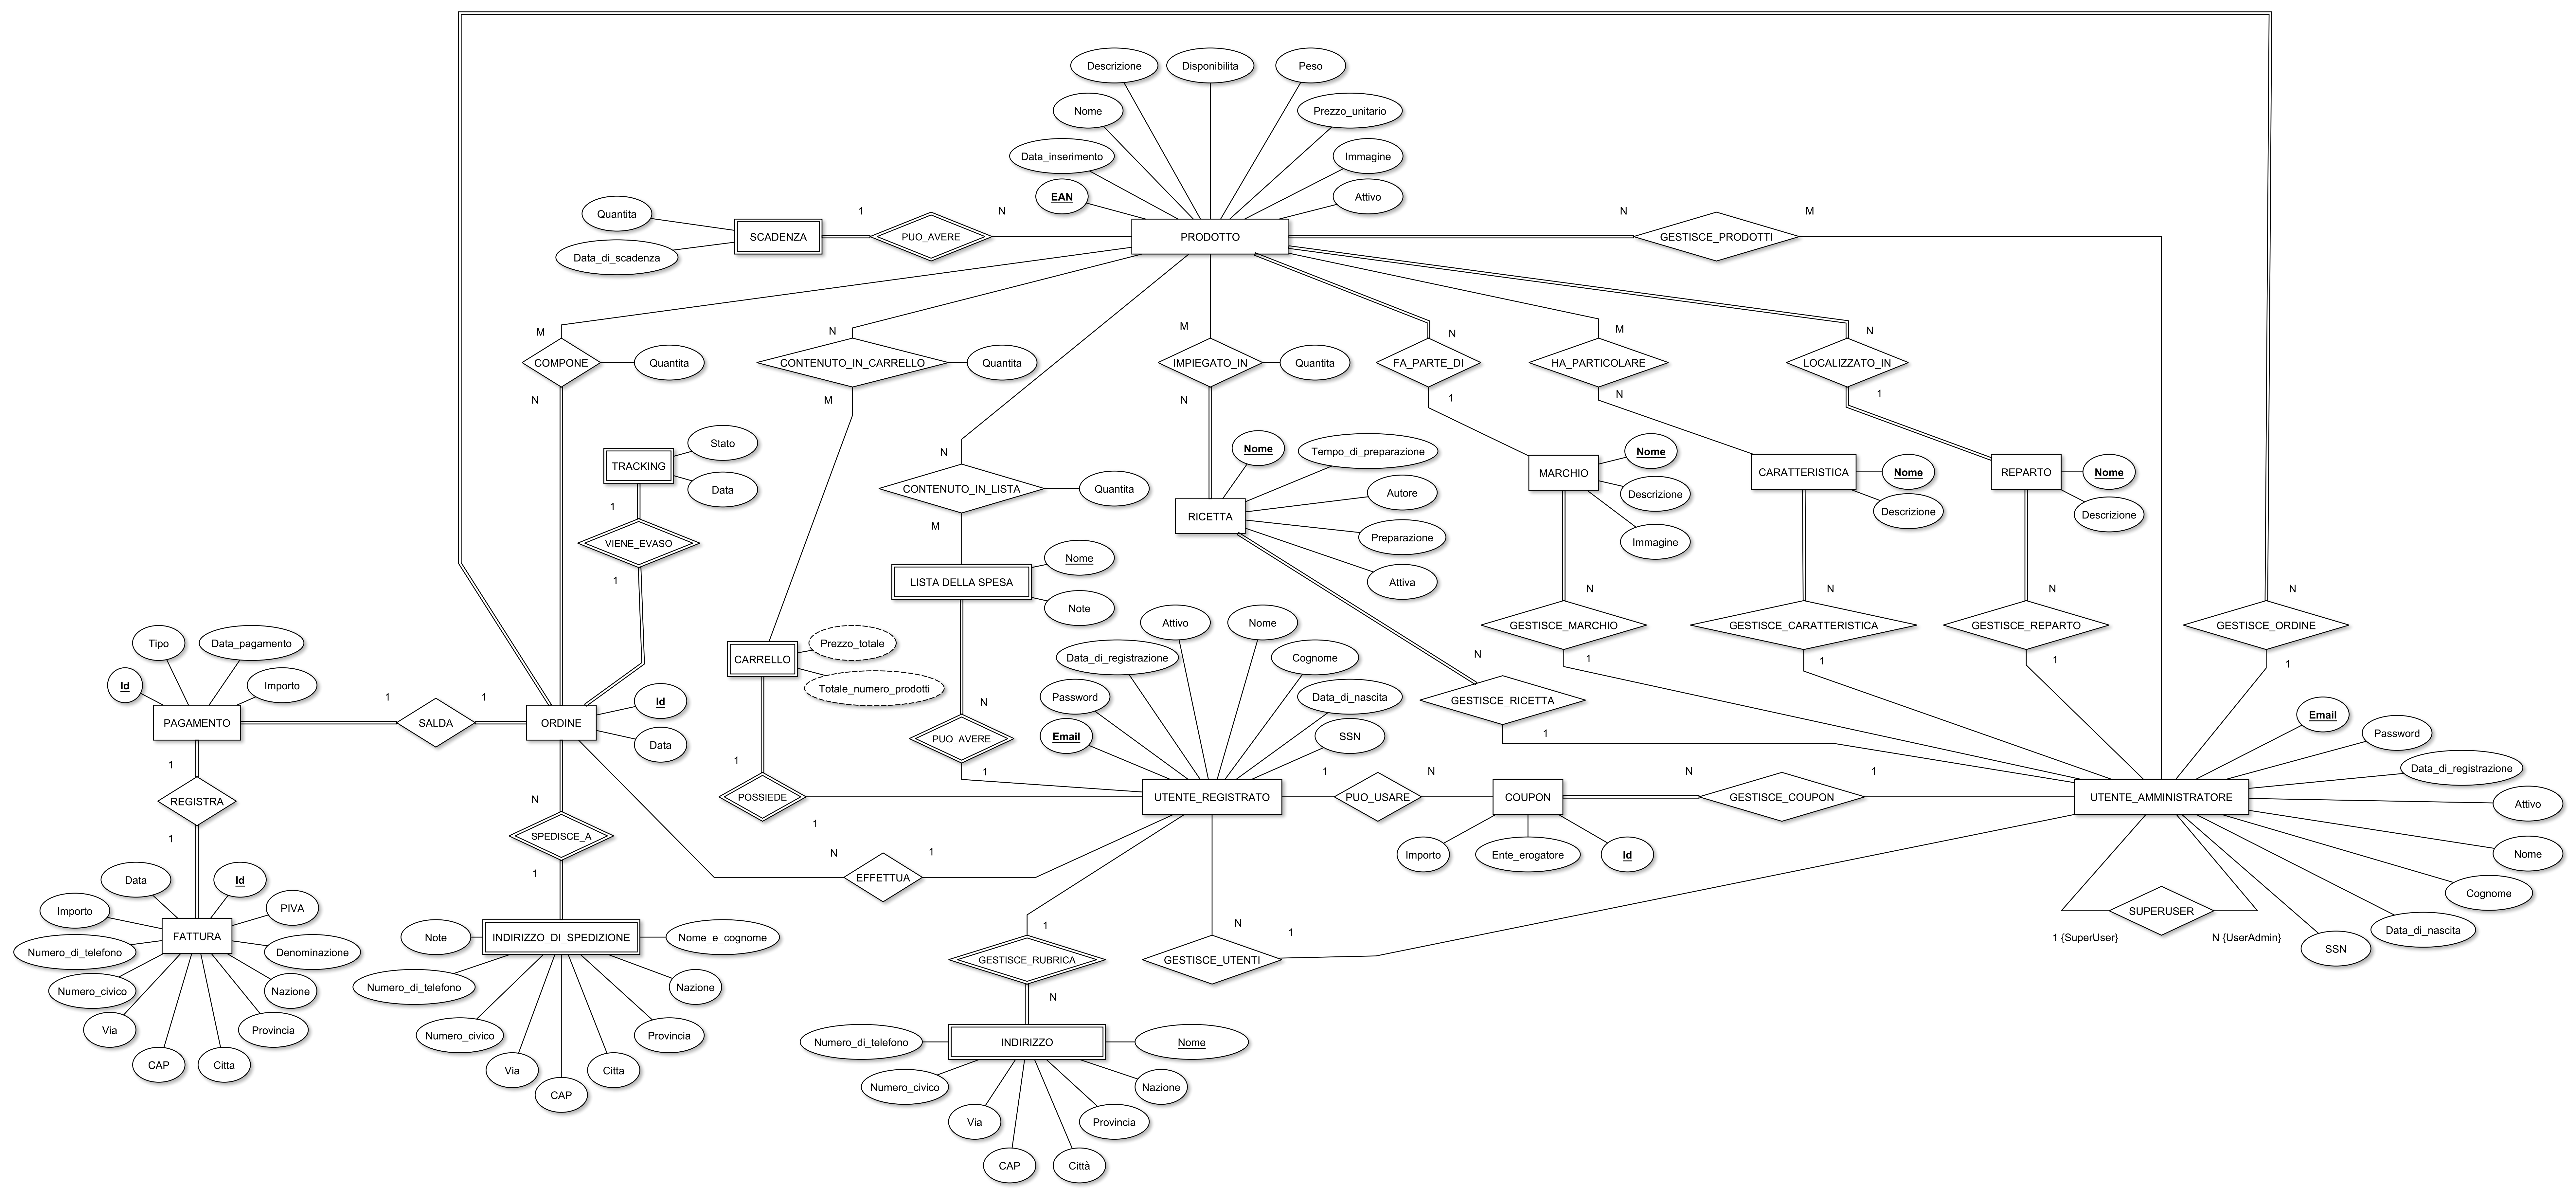 Descrizione
Disponibilita
Peso
Nome
Prezzo_unitario
Data_inserimento
Immagine
EAN
Attivo
Quantita
Data_di_scadenza
SCADENZA
1
PUO_AVERE
N
PRODOTTO
N
GESTISCE_PRODOTTI
M
M
COMPONE
Quantita
N
N
CONTENUTO_IN_CARRELLO
Quantita
M
M
IMPIEGATO_IN
Quantita
N
N
FA_PARTE_DI
1
M
HA_PARTICOLARE
N
N
LOCALIZZATO_IN
1
TRACKING
Stato
Data
1
VIENE_EVASO
1
N
CONTENUTO_IN_LISTA
Quantita
M
LISTA DELLA SPESA
Nome
Note
RICETTA
Nome
Tempo_di_preparazione
Autore
Preparazione
Attiva
MARCHIO
Nome
Descrizione
Immagine
CARATTERISTICA
Nome
Descrizione
REPARTO
Nome
Descrizione
N
GESTISCE_MARCHIO
1
N
GESTISCE_CARATTERISTICA
1
N
GESTISCE_REPARTO
1
N
GESTISCE_ORDINE
1
N
GESTISCE_RICETTA
1
CARRELLO
Prezzo_totale
Totale_numero_prodotti
1
POSSIEDE
1
N
PUO_AVERE
1
Tipo
Data_pagamento
Id
Importo
PAGAMENTO
1
SALDA
1
ORDINE
Id
Data
1
REGISTRA
1
N
SPEDISCE_A
1
N
EFFETTUA
1
Attivo
Nome
Data_di_registrazione
Cognome
Password
Data_di_nascita
Email
SSN
UTENTE_REGISTRATO
1
PUO_USARE
N
COUPON
Importo
Ente_erogatore
Id
N
GESTISCE_COUPON
1
UTENTE_AMMINISTRATORE
Email
Password
Data_di_registrazione
Attivo
Nome
Cognome
Data_di_nascita
SSN
SUPERUSER
1 {SuperUser}
N {UserAdmin}
N
GESTISCE_UTENTI
1
1
GESTISCE_RUBRICA
N
Data
Id
Importo
PIVA
FATTURA
Numero_di_telefono
Denominazione
Numero_civico
Nazione
Via
Provincia
CAP
Citta
Note
INDIRIZZO_DI_SPEDIZIONE
Nome_e_cognome
Numero_di_telefono
Nazione
Numero_civico
Provincia
Via
Citta
CAP
Numero_di_telefono
INDIRIZZO
Nome
Numero_civico
Nazione
Via
Provincia
CAP
Città